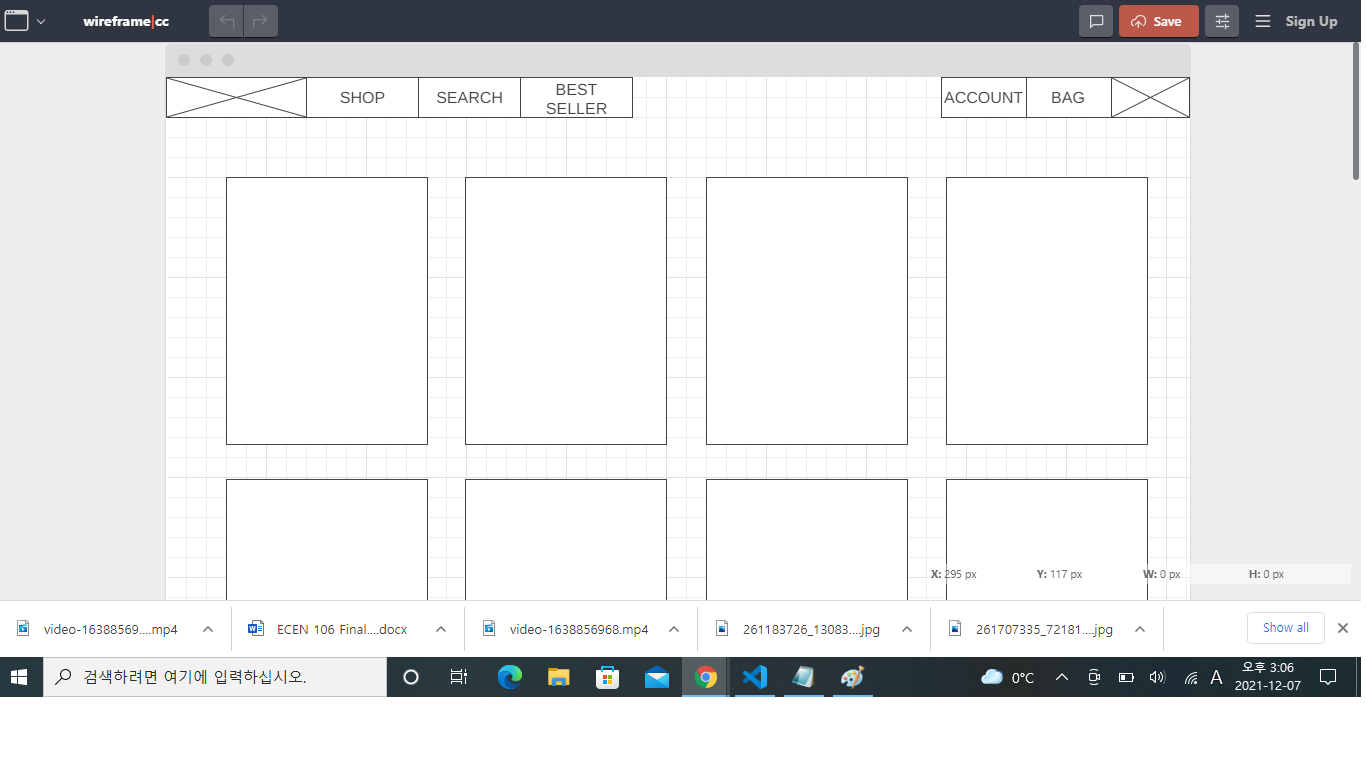 wireframe|cc
Save
Sign Up
SHOP
SEARCH
BEST
SELLER
ACCOUNT
BAG
X: 295 px
Y: 117 px
W: 0 px
H: 0 px
video-16388569....mp4
ECEN 106 Final....docx
video-1638856968.mp4
261183726_13083....jpg
261707335_72181....jpg
Show all
검색하려면 여기에 입력하십시오.
0°C
A
오후 3:06
2021-12-07